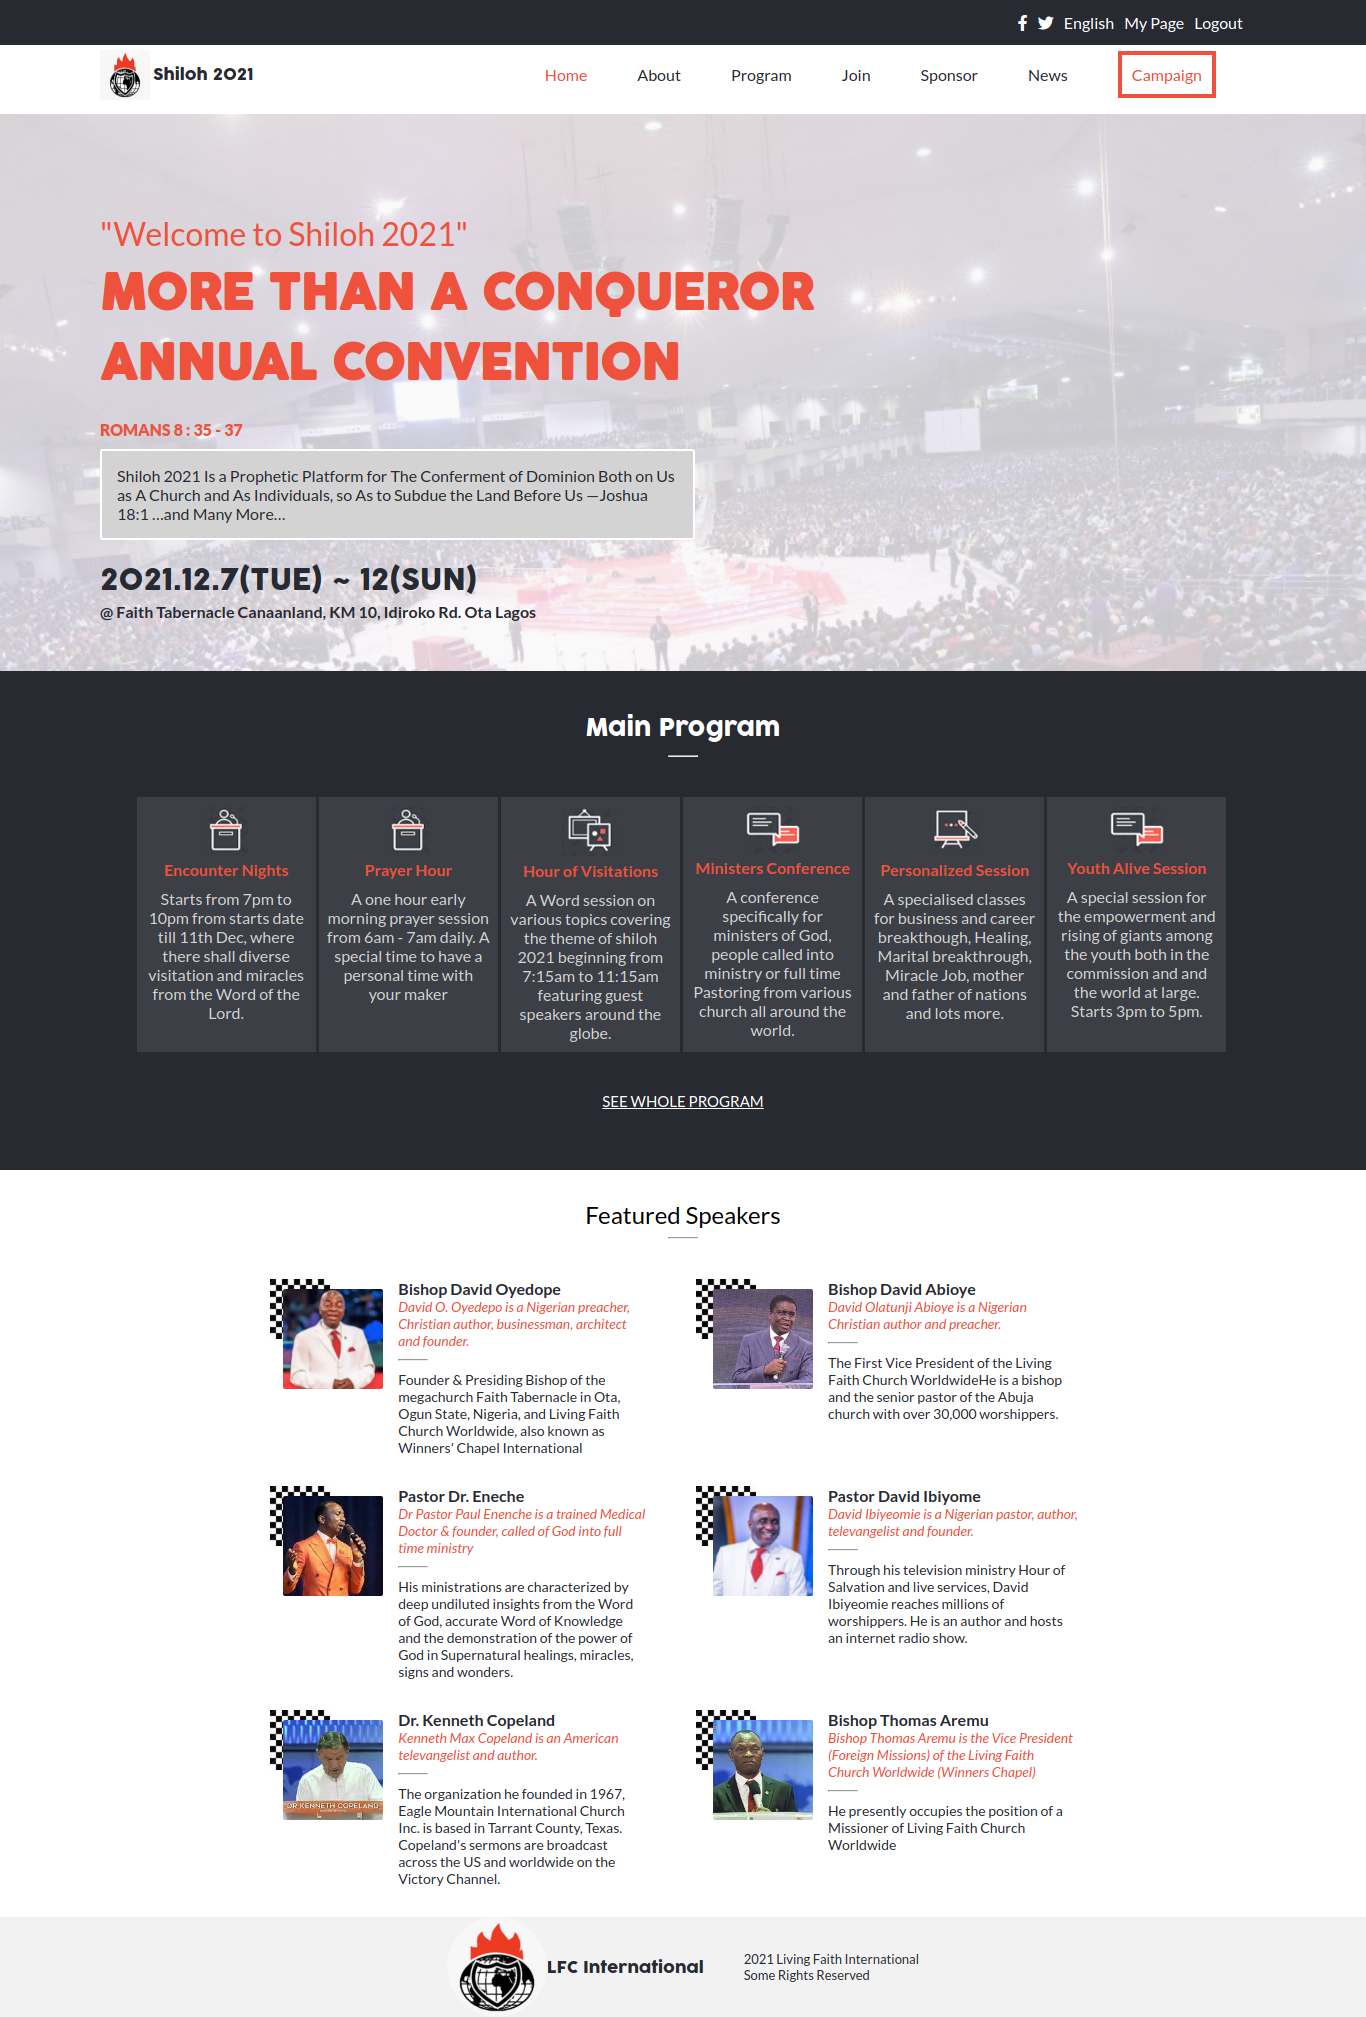 English My Page Logout
Shiloh 2021
Home About Program Join Sponsor News Campaign
"Welcome to Shiloh 2021"
MORE THAN A CONQUEROR
ANNUAL CONVENTION
ROMANS 8 : 35 - 37
Shiloh 2021 Is a Prophetic Platform for The Conferment of Dominion Both on Us
as A Church and As Individuals, so As to Subdue the Land Before Us —Joshua
18:1 ...and Many More...
2021.12.7(TUE) ~ 12(SUN)
@ Faith Tabernacle Canaanland, KM 10, Idiroko Rd. Ota Lagos
Main Program
Encounter Nights
Starts from 7pm to
10pm from starts date
till 11th Dec, where
there shall diverse
visitation and miracles
from the Word of the
Lord.
Prayer Hour
A one hour early
morning prayer session
from 6am - 7am daily. A
special time to have a
personal time with
your maker
Hour of Visitations
A Word session on
various topics covering
the theme of shiloh
2021 beginning from
7:15am to 11:15am
featuring guest
speakers around the
globe.
Ministers Conference
A conference
specifically for
ministers of God,
people called into
ministry or full time
Pastoring from various
church all around the
world.
Personalized Session
A specialised classes
for business and career
breakthough, Healing,
Marital breakthrough,
Miracle Job, mother
and father of nations
and lots more.
Youth Alive Session
A special session for
the empowerment and
rising of giants among
the youth both in the
commission and and
the world at large.
Starts 3pm to 5pm.
SEE WHOLE PROGRAM
Featured Speakers
Bishop David Oyedope
David O. Oyedepo is a Nigerian preacher,
Christian author, businessman, architect
and founder.
Founder & Presiding Bishop of the
megachurch Faith Tabernacle in Ota,
Ogun State, Nigeria, and Living Faith
Church Worldwide, also known as
Winners' Chapel International
Bishop David Abioye
David Olatunji Abioye is a Nigerian
Christian author and preacher.
The First Vice President of the Living
Faith Church WorldwideHe is a bishop
and the senior pastor of the Abuja
church with over 30,000 worshippers.
Pastor Dr. Eneche
Dr Pastor Paul Enenche is a trained Medical
Doctor & founder, called of God into full
time ministry
His ministrations are characterized by
deep undiluted insights from the Word
of God, accurate Word of Knowledge
and the demonstration of the power of
God in Supernatural healings, miracles,
signs and wonders.
Pastor David Ibiyome
David Ibiyeomie is a Nigerian pastor, author,
televangelist and founder.
Through his television ministry Hour of
Salvation and live services, David
Ibiyeomie reaches millions of
worshippers. He is an author and hosts
an internet radio show.
DR KENNETH COPELAND
Dr. Kenneth Copeland
Kenneth Max Copeland is an American
televangelist and author.
The organization he founded in 1967,
Eagle Mountain International Church
Inc. is based in Tarrant County, Texas.
Copeland's sermons are broadcast
across the US and worldwide on the
Victory Channel.
Bishop Thomas Aremu
Bishop Thomas Aremu is the Vice President
(Foreign Missions) of the Living Faith
Church Worldwide (Winners Chapel)
He presently occupies the position of a
Missioner of Living Faith Church
Worldwide
LFC International
2021 Living Faith International
Some Rights Reserved